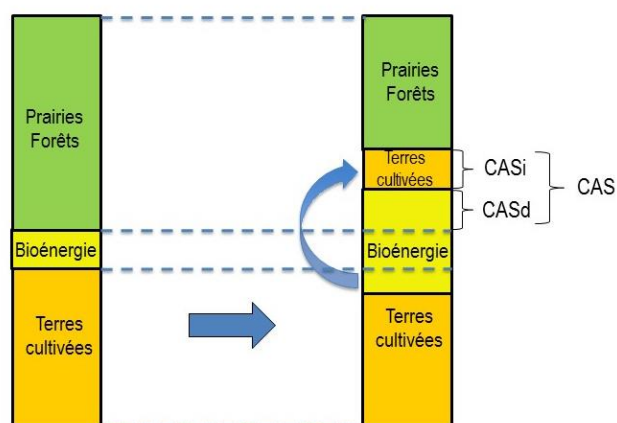 Prairies
Forêts
Bioénergie
Terres
cultivées
Prairies
Forêts
Terres
cultivées
CASi
CAS
CASd
Bioénergie
Terres
cultivées